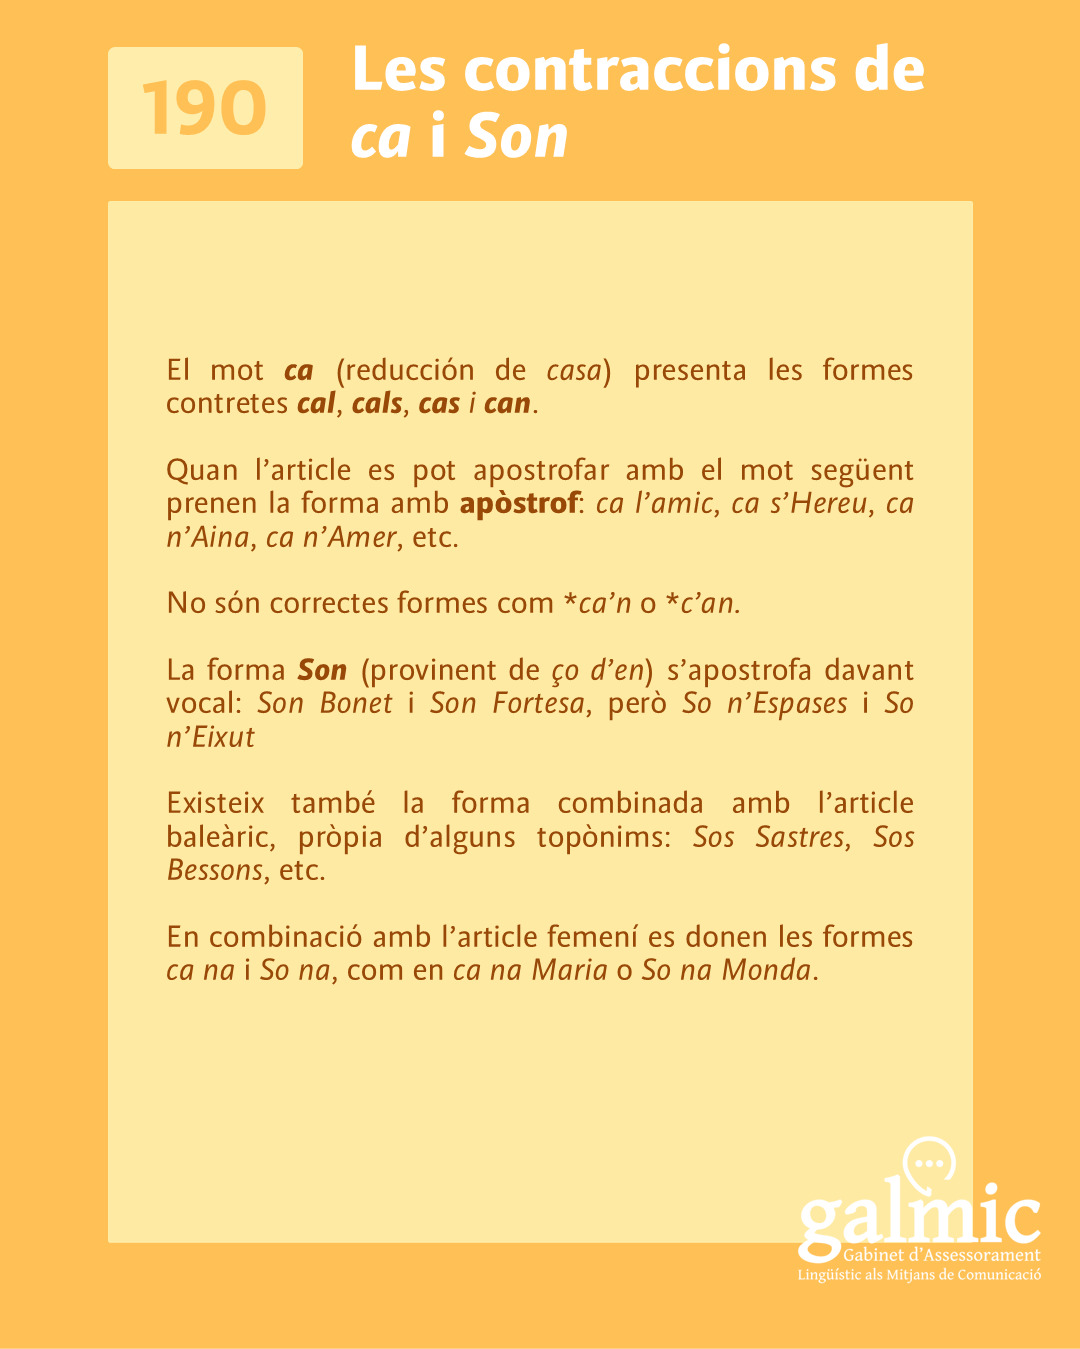 190
Les contraccions de
ca i Son
El mot ca (reducción de casa) presenta les formes
contretes cal, cals, cas i can.
Quan l’article es pot apostrofar amb el mot següent
prenen la forma amb apòstrof: ca l’amic, ca s’Hereu, ca
n’Aina, ca n’Amer, etc.
No són correctes formes com *ca’n o *c’an.
La forma Son (provinent de ço d’en) s’apostrofa davant
vocal: Son Bonet i Son Fortesa, però So n’Espases i So
n’Eixut
Existeix també la forma combinada amb l’article
baleàric, pròpia d’alguns topònims: Sos Sastres, Sos
Bessons, etc.
En combinació amb l’article femení es donen les formes
ca na i So na, com en ca na Maria o So na Monda.
galmic
Gabinet d’Assessorament
Lingüístic als Mitjans de Comunicació